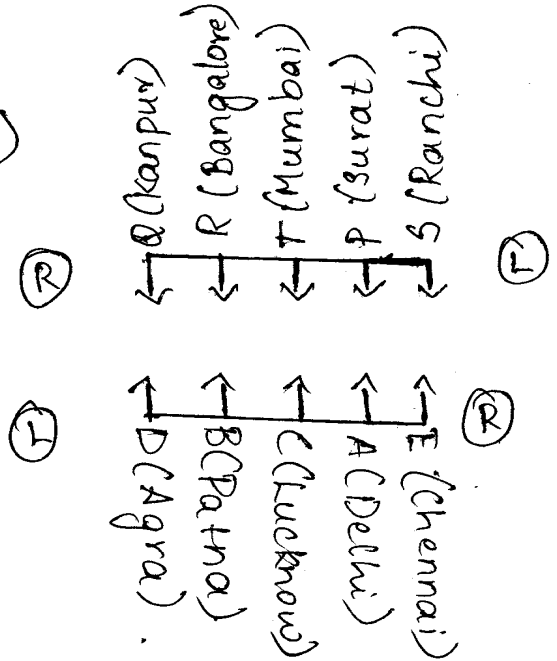 Q (Kanpur)
R (Bangalore)
T (Mumbai)
P (Surat)
S (Ranchi)
R
L
L
R
D (Agra).
B (Patna)
C (Lucknow)
A (Delhi)
E (Chennai)